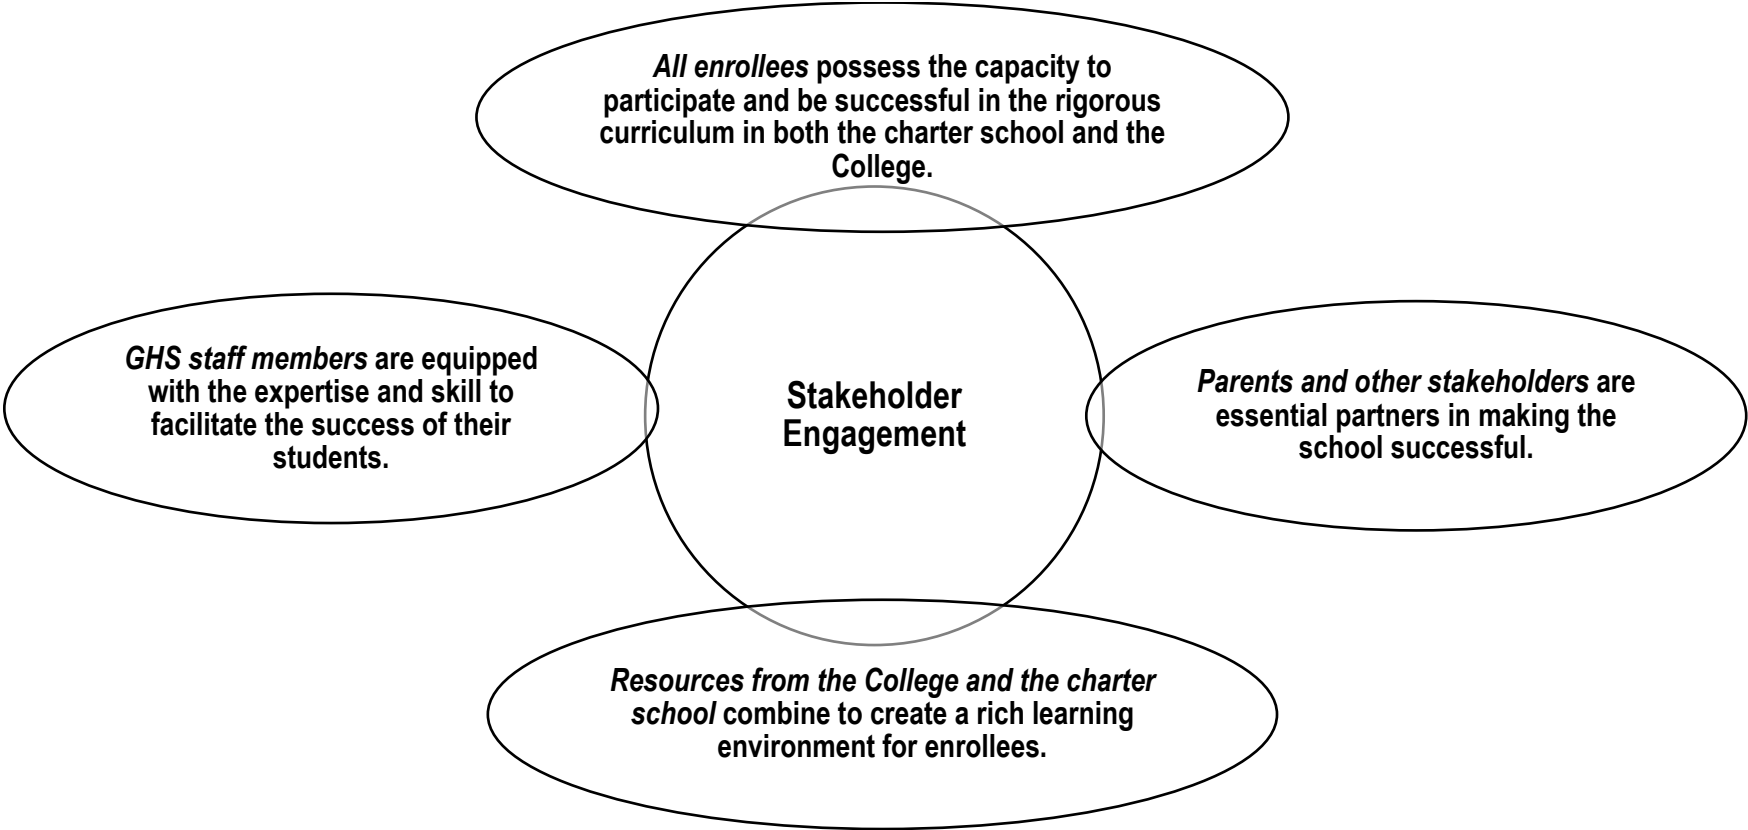 All enrollees possess the capacity to
participate and be successful in the rigorous
curriculum in both the charter school and the
College.
GHS staff members are equipped
with the expertise and skill to
facilitate the success of their
students.
Stakeholder
Engagement
Parents and other stakeholders are
essential partners in making the
school successful.
Resources from the College and the charter
school combine to create a rich learning
environment for enrollees.